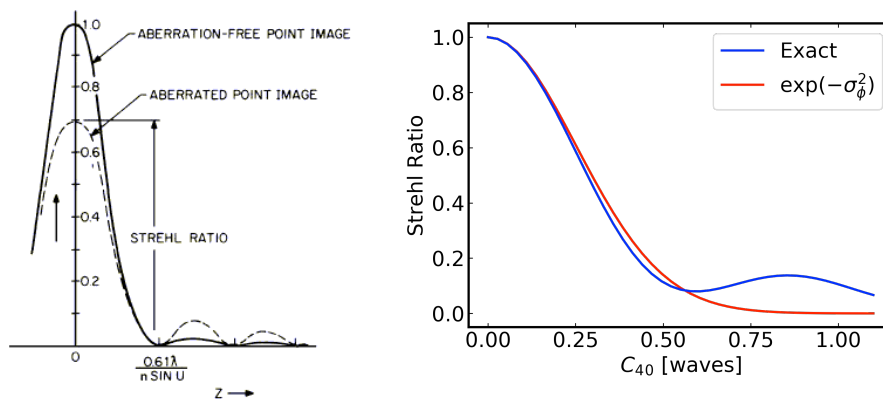 1.0
ABERRATION-FREE POINT IMAGE
0.8
ABERRATED POINT IMAGE
0.6
0.4
STREHL RATIO
0.2
0
0.61λ
n SIN U
Z
1.0
0.8
0.6
0.4
0.2
0.0
Strehl Ratio
Exact
exp(−σ²_ϕ)
0.00 0.25 0.50 0.75 1.00
C₄₀ [waves]